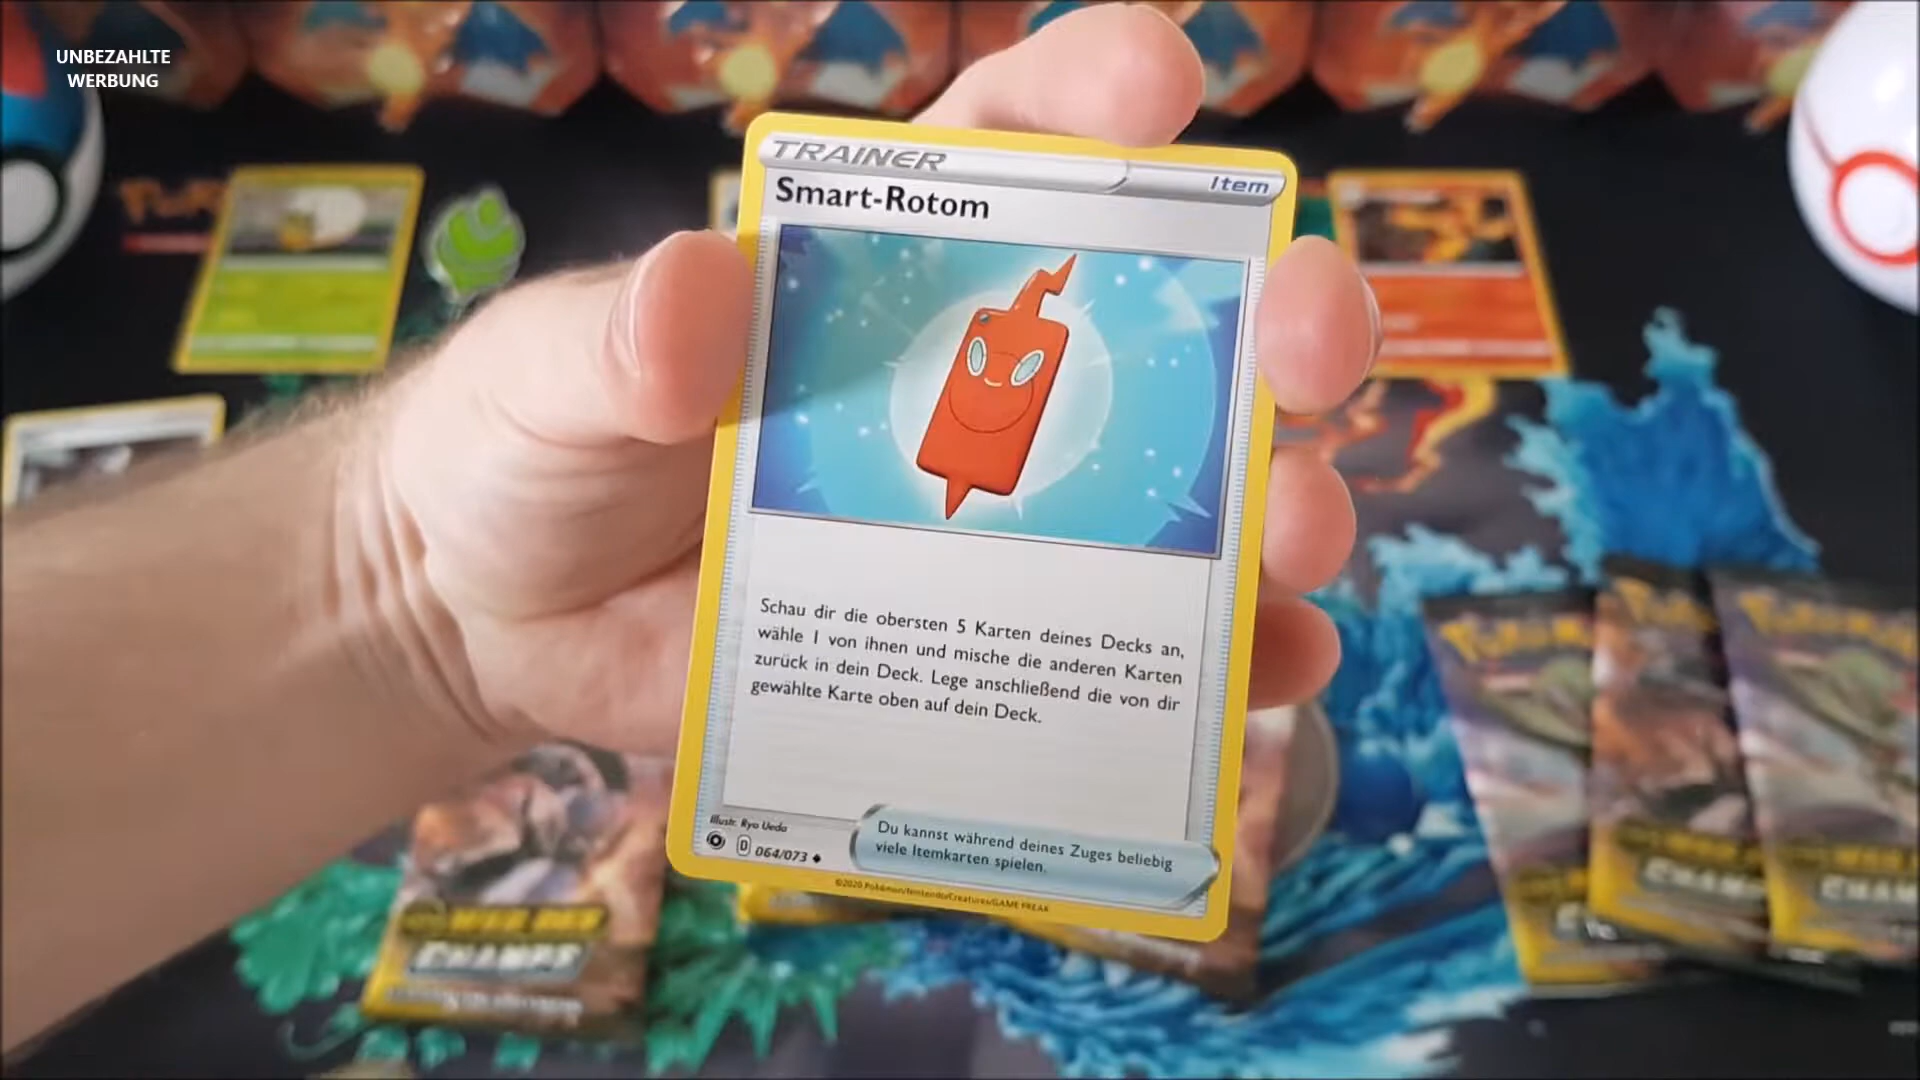 UNBEZAHLTE
WERBUNG
TRAINER
Item
Smart-Rotom
Schau dir die obersten 5 Karten deines Decks an,
wähle 1 von ihnen und mische die anderen Karten
zurück in dein Deck. Lege anschließend die von dir
gewählte Karte oben auf dein Deck.
Illustr. Ryo Ueda
D 064/073
Du kannst während deines Zuges beliebig
viele Itemkarten spielen.
©2020 Pokémon/Nintendo/Creatures/GAME FREAK
CHAMPS